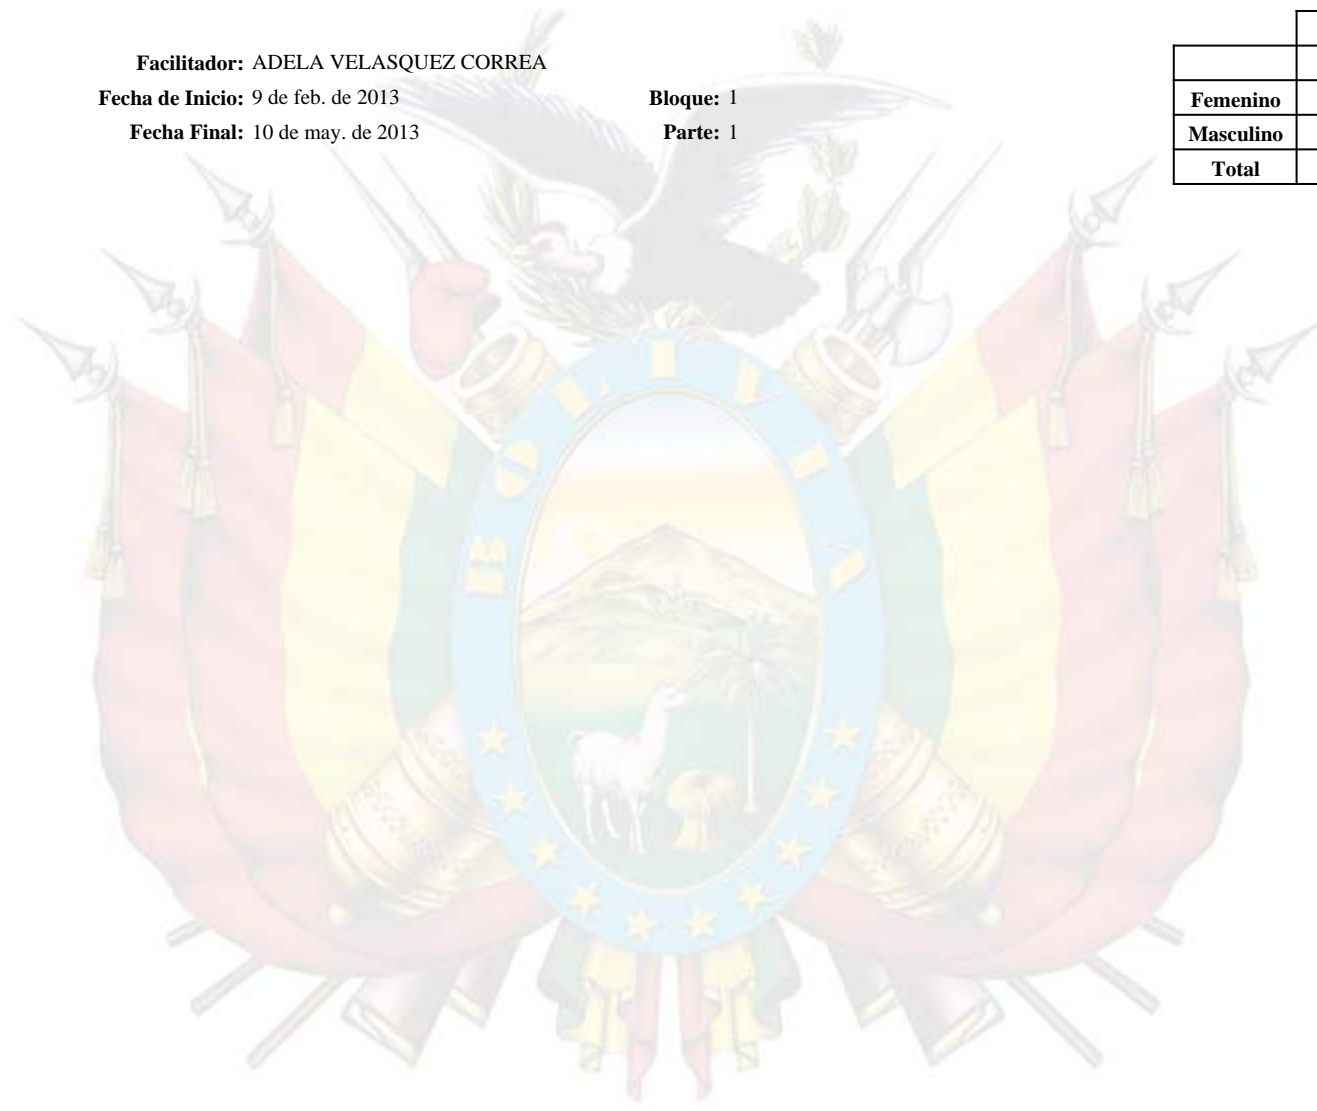 Facilitador: ADELA VELASQUEZ CORREA
Fecha de Inicio: 9 de feb. de 2013 Bloque: 1
Fecha Final: 10 de may. de 2013 Parte: 1
Femenino
Masculino
Total
BOLIVIA